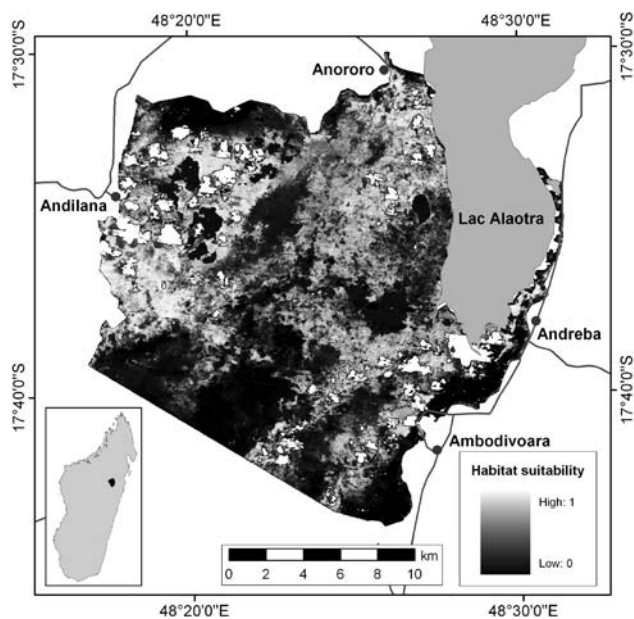 48°20'0"E
48°30'0"E
17°30'0"S
17°30'0"S
Anororo
Andilana
Lac Alaotra
Andreba
17°40'0"S
17°40'0"S
Ambodivoara
Habitat suitability
High: 1
Low: 0
km
0 2 4 6 8 10
48°20'0"E
48°30'0"E